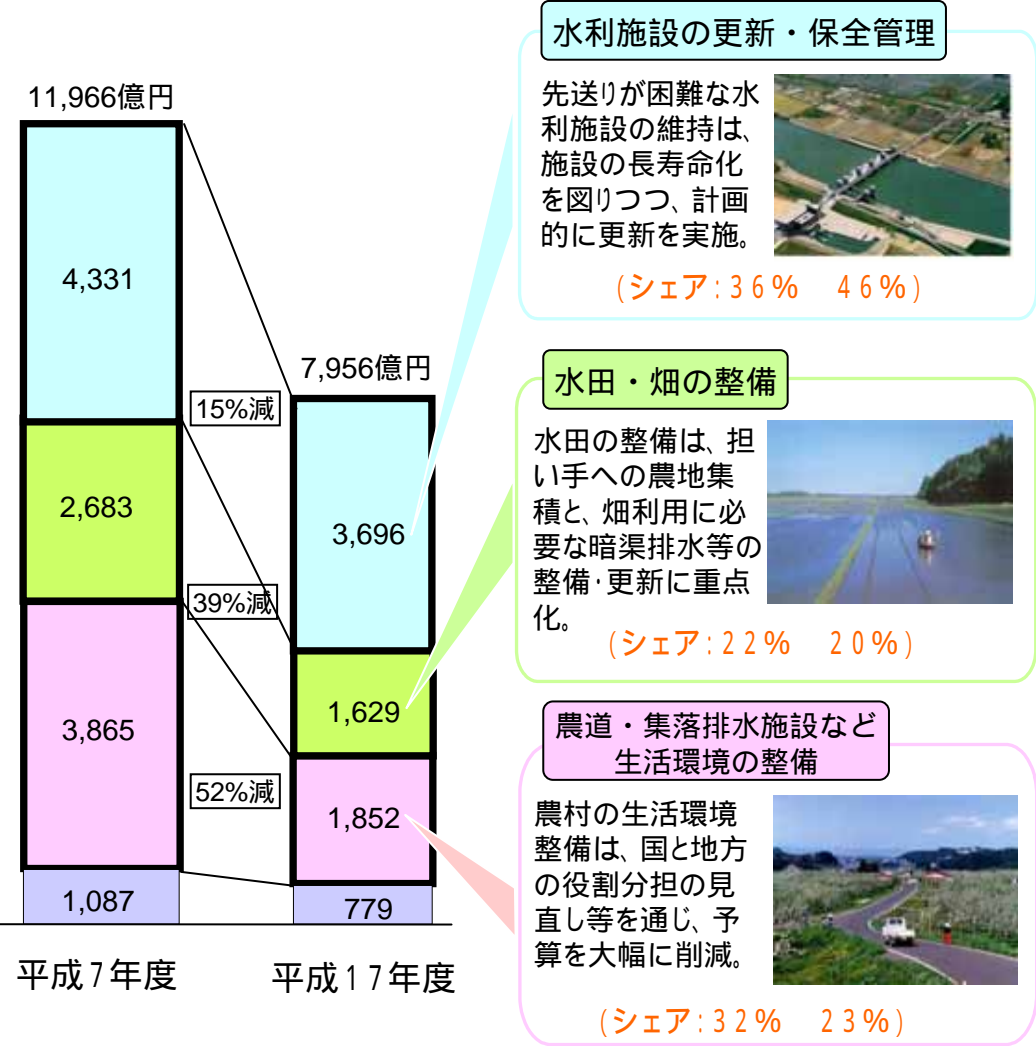 11,966億円
4,331
2,683
3,865
1,087
平成7年度
15%減
39%減
52%減
7,956億円
3,696
1,629
1,852
779
平成17年度
水利施設の更新・保全管理
先送りが困難な水
利施設の維持は、
施設の長寿命化
を図りつつ、計画
的に更新を実施。
(シェア:36%　46%)
水田・畑の整備
水田の整備は、担
い手への農地集
積と、畑利用に必
要な暗渠排水等の
整備・更新に重点
化。
(シェア:22%　20%)
農道・集落排水施設など
生活環境の整備
農村の生活環境
整備は、国と地方
の役割分担の見
直し等を通じ、予
算を大幅に削減。
(シェア:32%　23%)